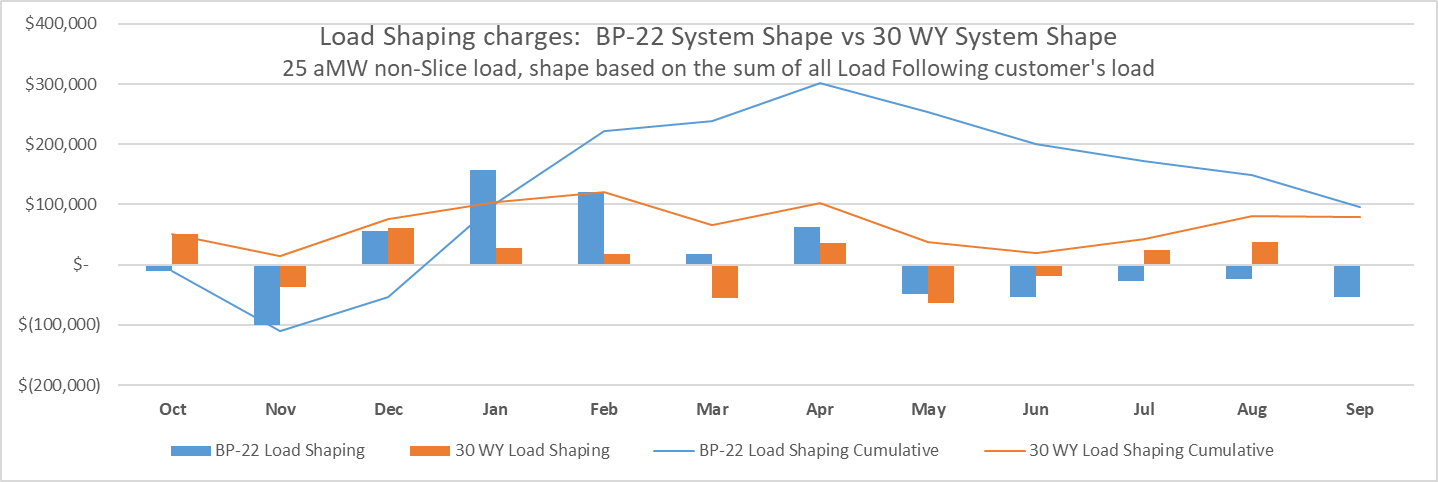 $400,000
Load Shaping charges:  BP-22 System Shape vs 30 WY System Shape
25 aMW non-Slice load, shape based on the sum of all Load Following customer's load
$300,000
$200,000
$100,000
$-
$(100,000)
$(200,000)
Oct Nov Dec Jan Feb Mar Apr May Jun Jul Aug Sep
BP-22 Load Shaping 30 WY Load Shaping BP-22 Load Shaping Cumulative 30 WY Load Shaping Cumulative